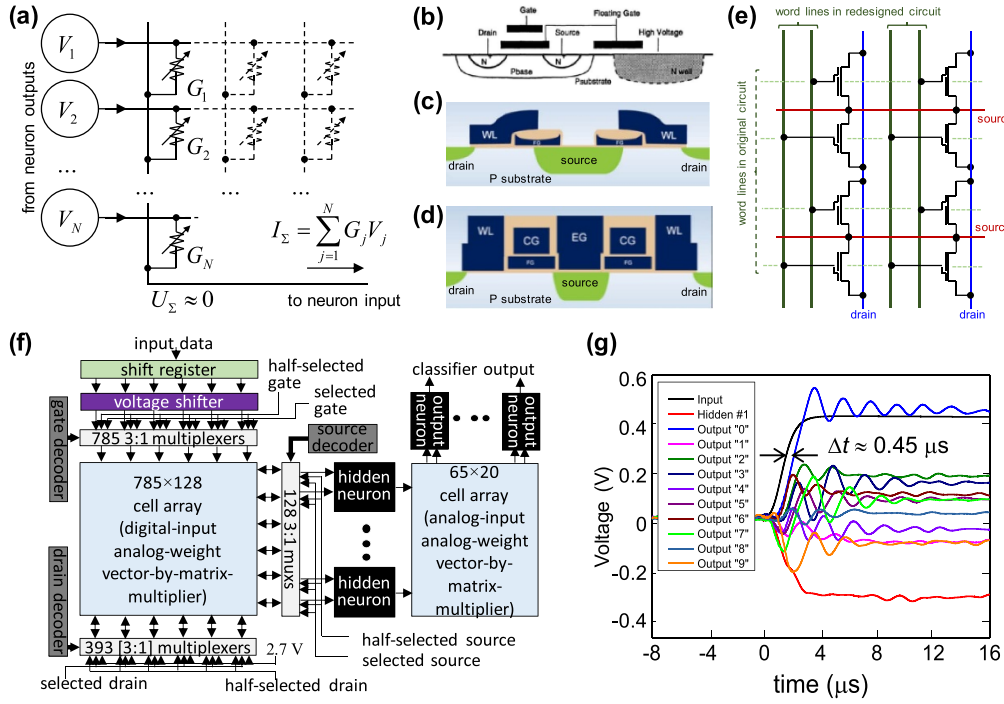 (a)
from neuron outputs
V1
V2
...
VN
G1
G2
...
GN
...
...
IΣ = ∑ j=1 N GjVj
UΣ ≈ 0
to neuron input
(b)
Gate
Floating Gate
Drain
Source
High Voltage
N
N
Pbase
Psubstrate
N well
(c)
WL
FG
FG
WL
source
drain
drain
P substrate
(d)
WL
CG
EG
CG
WL
FG
FG
source
drain
drain
P substrate
(e)
word lines in redesigned circuit
word lines in original circuit
sourc
sourc
drain
drain
(f)
input data
shift register
voltage shifter
half-selected
gate
selected
gate
gate decoder
785 3:1 multiplexers
source
decoder
785×128
cell array
(digital-input
analog-weight
vector-by-matrix-
multiplier)
128 3:1 muxs
hidden
neuron
hidden
neuron
classifier output
output
neuron
output
neuron
65×20
cell array
(analog-input
analog-weight
vector-by-
matrix-
multiplier)
drain decoder
393 [3:1] multiplexers
2.7 V
half-selected source
selected source
selected drain
half-selected drain
(g)
Voltage (V)
0.6
0.4
0.2
0
-0.2
-0.4
Input
Hidden #1
Output "0"
Output "1"
Output "2"
Output "3"
Output "4"
Output "5"
Output "6"
Output "7"
Output "8"
Output "9"
Δt ≈ 0.45 μs
-8
-4
0
4
8
12
16
time (μs)